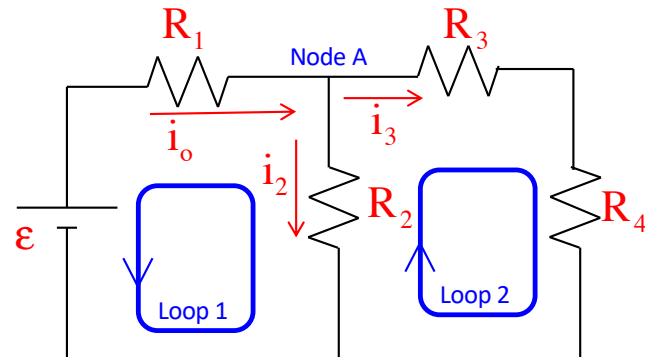 R₁
Node A
R₃
iₒ
i₃
i₂
R₂
R₄
ε
Loop 1
Loop 2